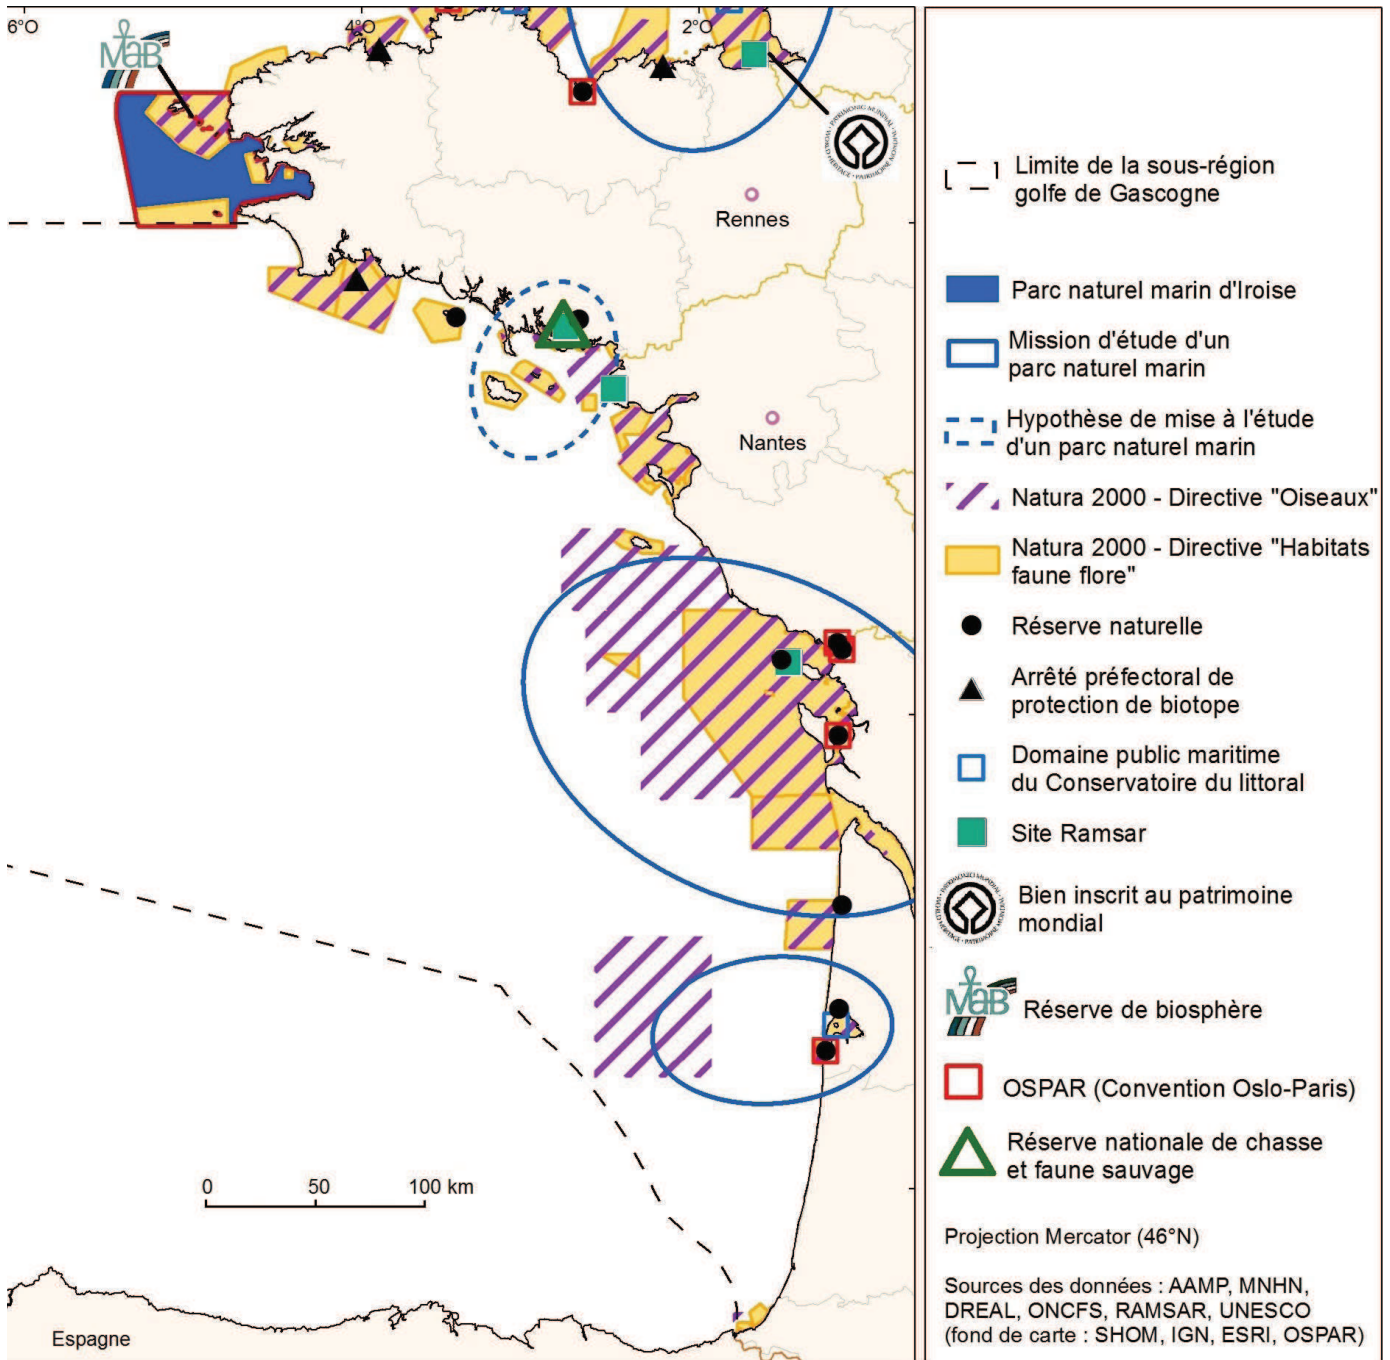 6°O
4°O
2°O
MaB
PATRIMOINE MUNDIAL
WORLD HERITAGE
PATRIMOINE
Rennes
Nantes
0 50 100 km
Espagne
Limite de la sous-région
golfe de Gascogne
Parc naturel marin d'Iroise
Mission d'étude d'un
parc naturel marin
Hypothèse de mise à l'étude
d'un parc naturel marin
Natura 2000 - Directive "Oiseaux"
Natura 2000 - Directive "Habitats
faune flore"
Réserve naturelle
Arrêté préfectoral de
protection de biotope
Domaine public maritime
du Conservatoire du littoral
Site Ramsar
Bien inscrit au patrimoine
mondial
MaB
Réserve de biosphère
OSPAR (Convention Oslo-Paris)
Réserve nationale de chasse
et faune sauvage
Projection Mercator (46°N)
Sources des données : AAMP, MNHN,
DREAL, ONCFS, RAMSAR, UNESCO
(fond de carte : SHOM, IGN, ESRI, OSPAR)